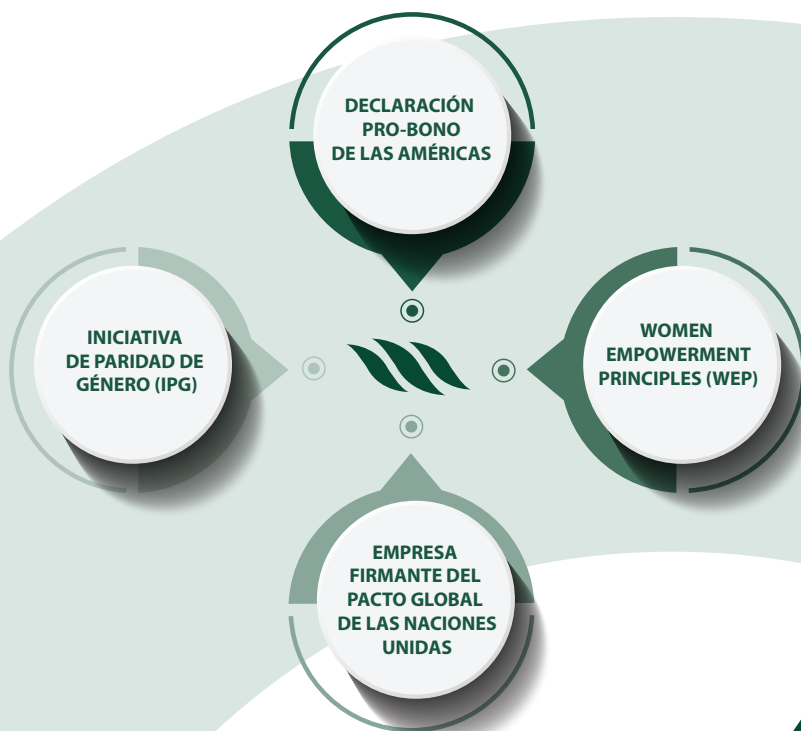 DECLARACIÓN
PRO-BONO
DE LAS AMÉRICAS
INICIATIVA
DE PARIDAD DE
GÉNERO (IPG)
WOMEN
EMPOWERMENT
PRINCIPLES (WEP)
EMPRESA
FIRMANTE DEL
PACTO GLOBAL
DE LAS NACIONES
UNIDAS